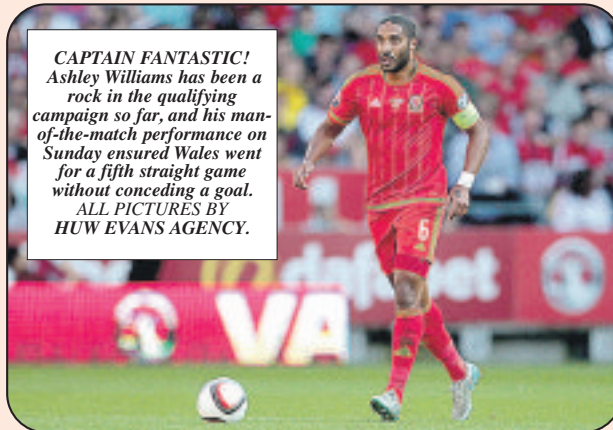 CAPTAIN FANTASTIC!
Ashley Williams has been a
rock in the qualifying
campaign so far, and his man-
of-the-match performance on
Sunday ensured Wales went
for a fifth straight game
without conceding a goal.
ALL PICTURES BY
HUW EVANS AGENCY.
6
dafabet
VA